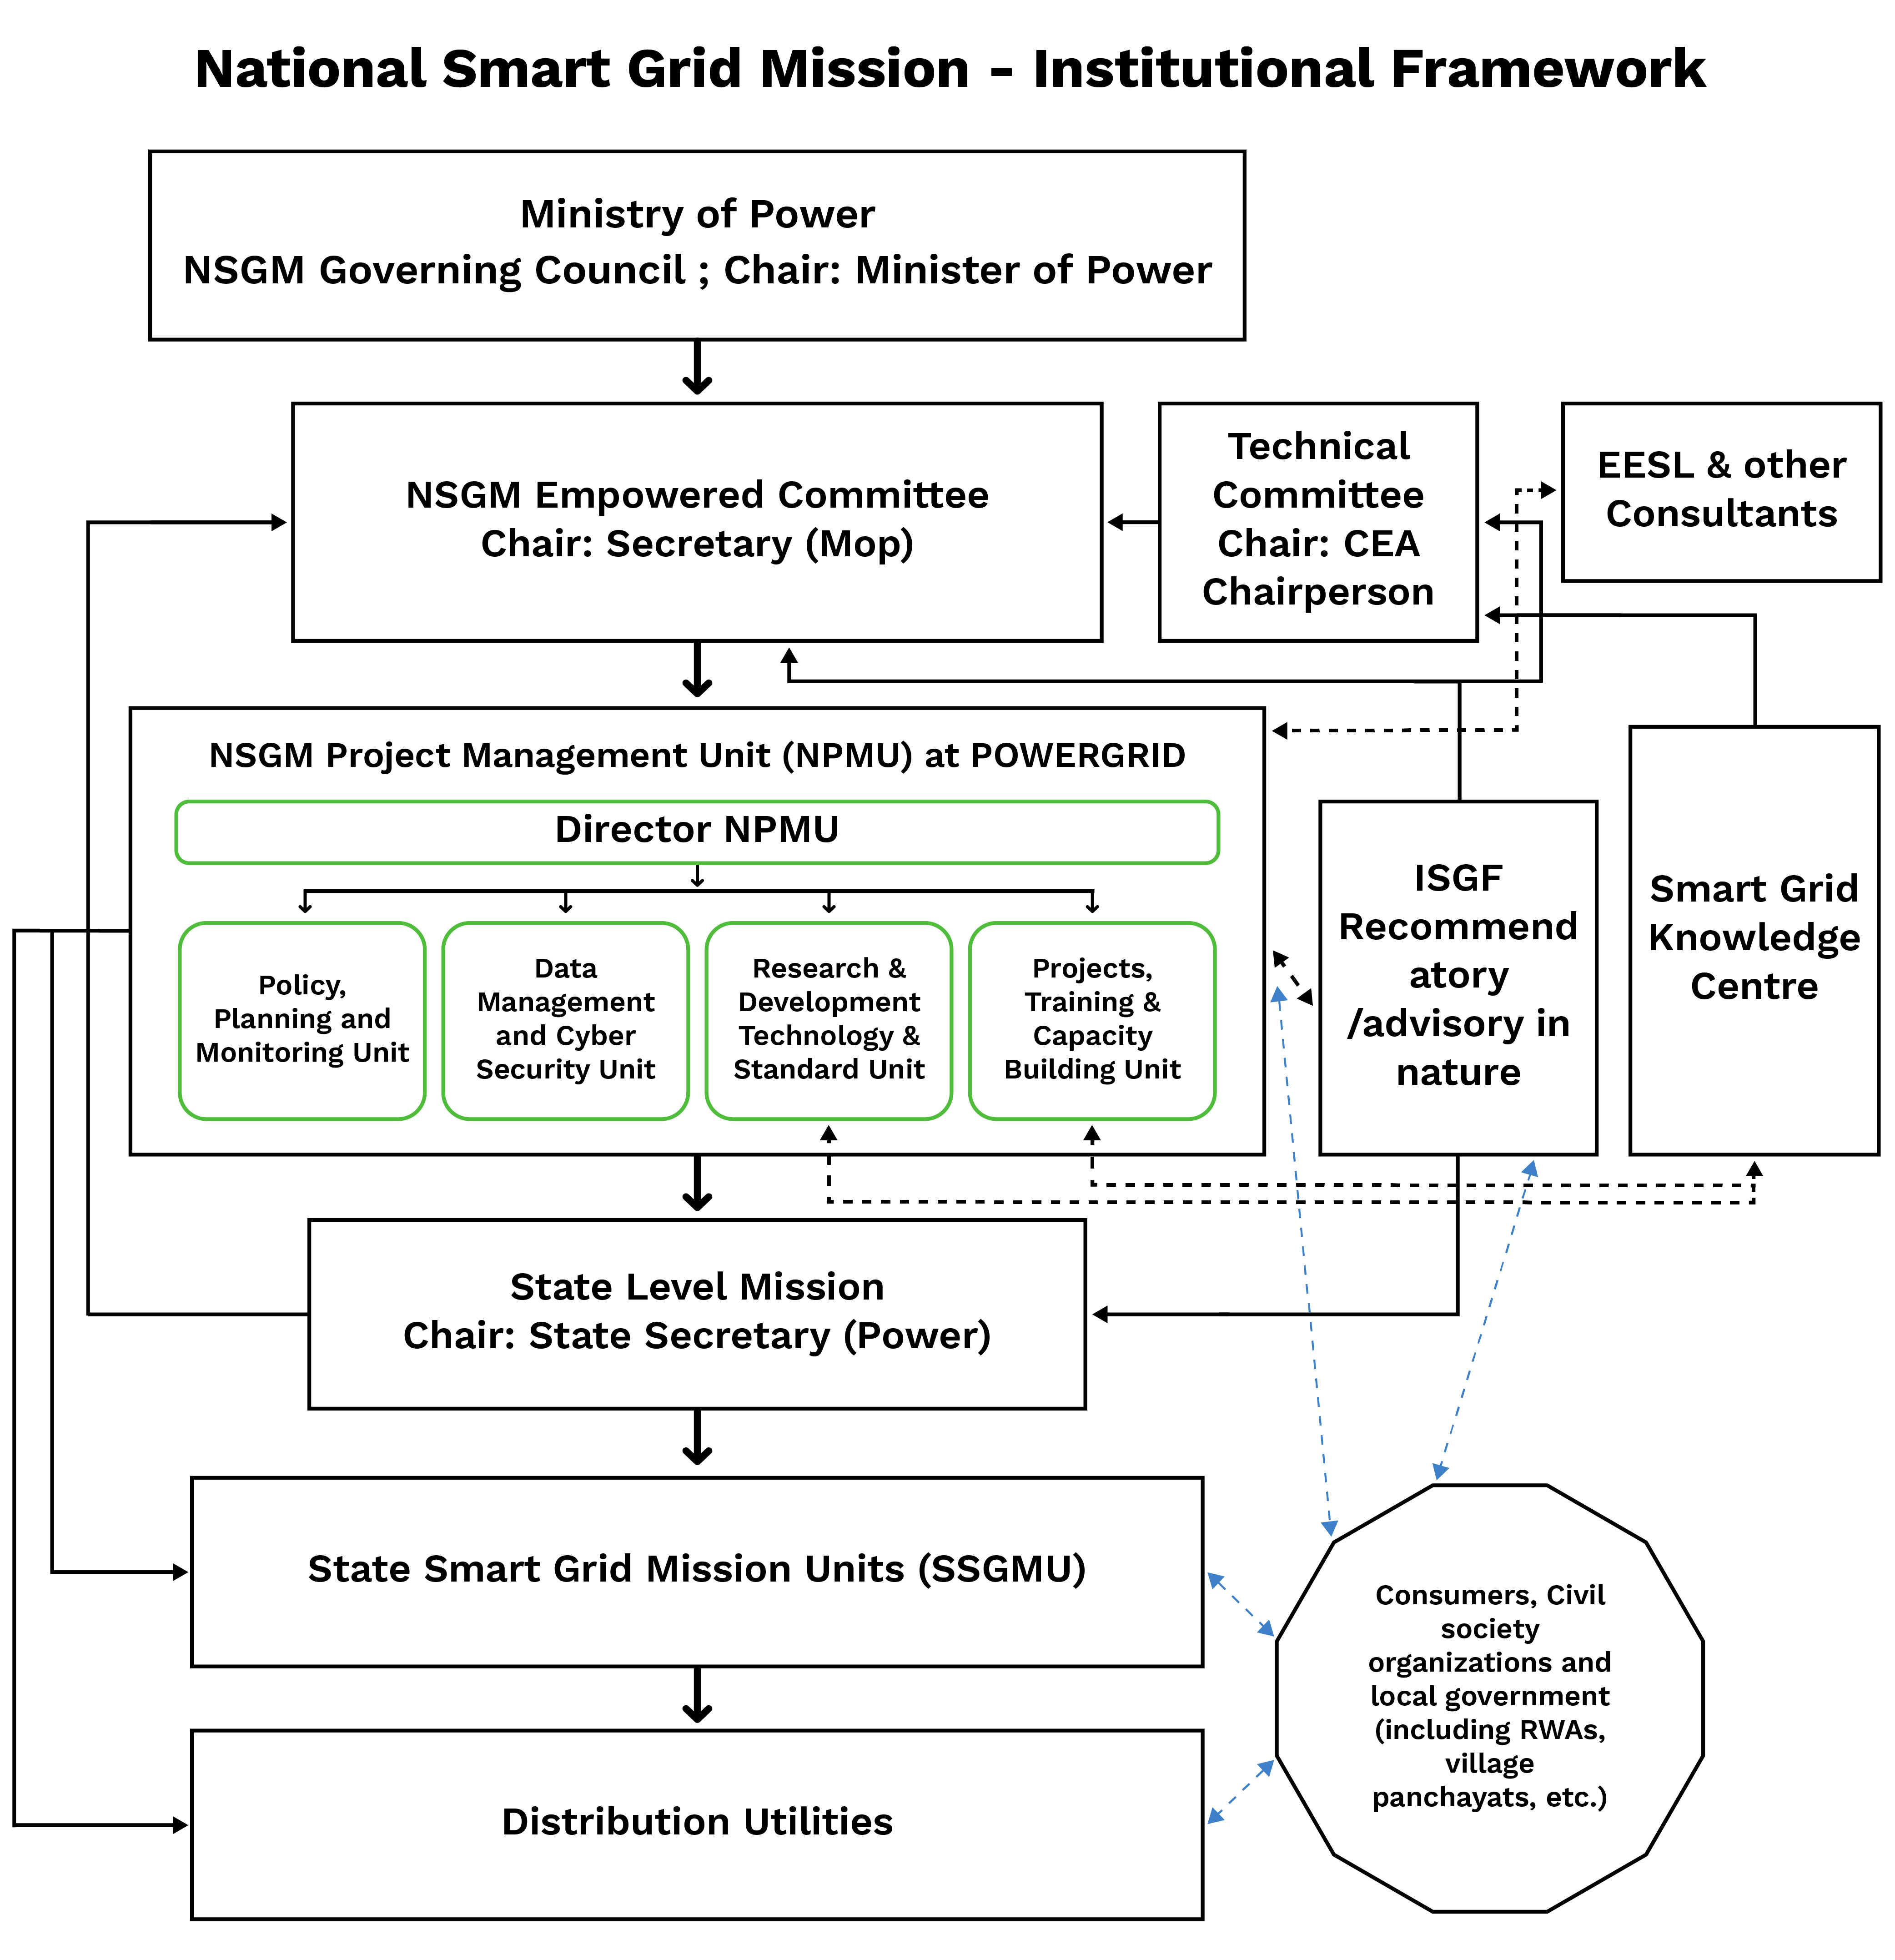 National Smart Grid Mission - Institutional Framework
Ministry of Power
NSGM Governing Council ; Chair: Minister of Power
NSGM Empowered Committee
Chair: Secretary (Mop)
Technical
Committee
Chair: CEA
Chairperson
EESL & other
Consultants
NSGM Project Management Unit (NPMU) at POWERGRID
Director NPMU
Policy,
Planning and
Monitoring Unit
Data
Management
and Cyber
Security Unit
Research &
Development
Technology &
Standard Unit
Projects,
Training &
Capacity
Building Unit
ISGF
Recommend
atory
/advisory in
nature
Smart Grid
Knowledge
Centre
State Level Mission
Chair: State Secretary (Power)
State Smart Grid Mission Units (SSGMU)
Distribution Utilities
Consumers, Civil
society
organizations and
local government
(including RWAs,
village
panchayats, etc.)